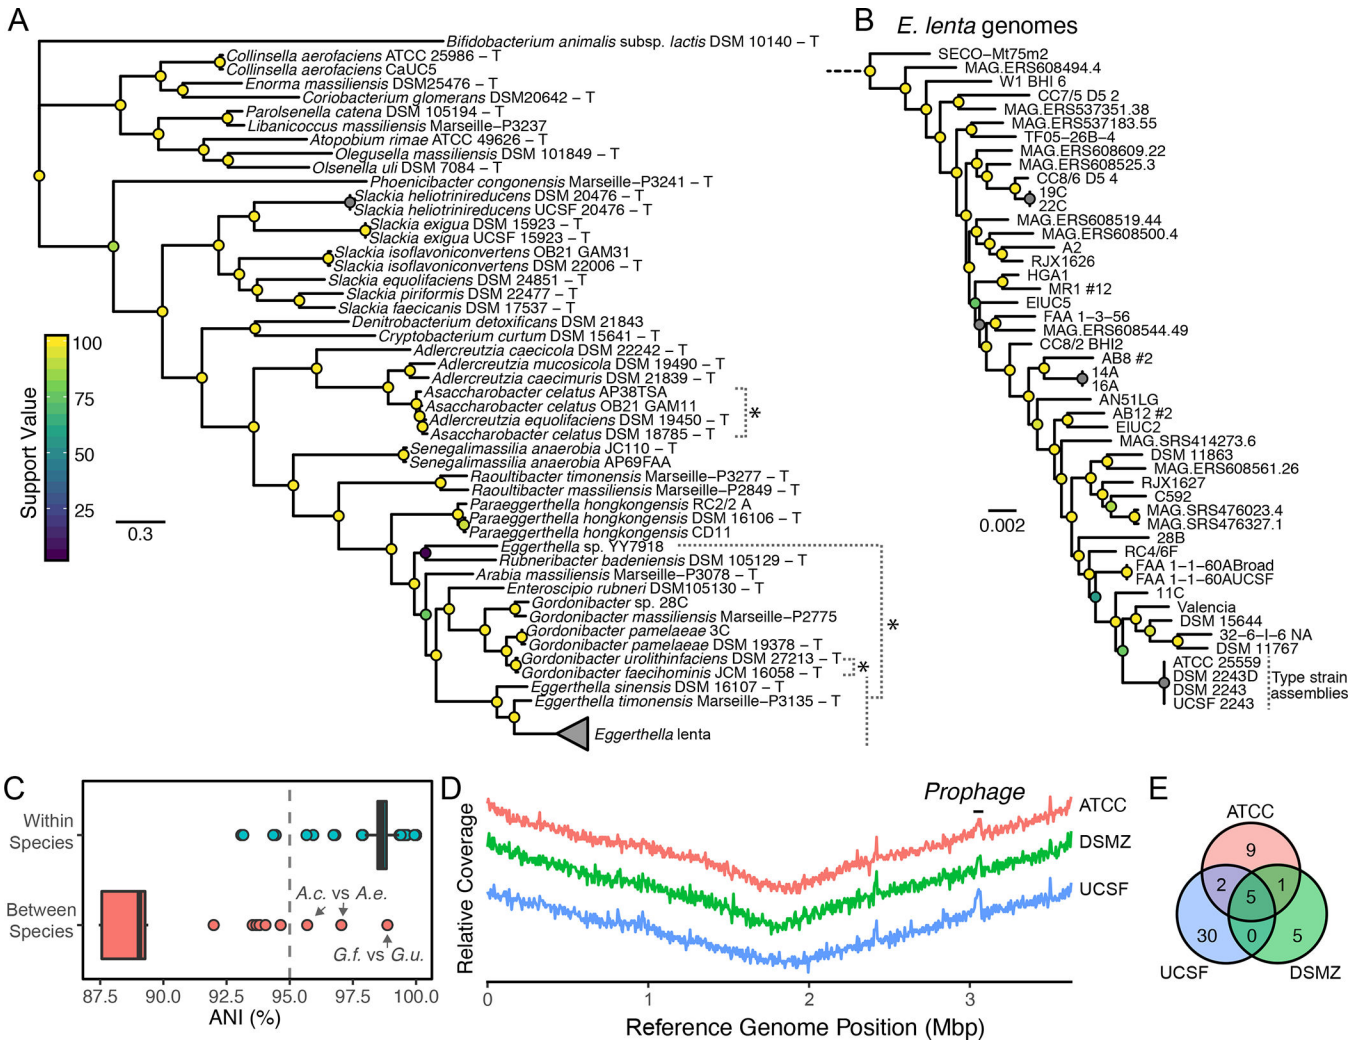 A
Bifidobacterium animalis subsp. lactis DSM 10140 – T
Collinsella aerofaciens ATCC 25986 – T
Collinsella aerofaciens CaUC5
Enorma massiliensis DSM25476 – T
Coriobacterium glomerans DSM20642 – T
Parolsenella catena DSM 105194 – T
Libanicoccus massiliensis Marseille–P3237
Atopobium rimae ATCC 49626 – T
Olegusella massiliensis DSM 101849 – T
Olsenella uli DSM 7084 – T
Phoenicibacter congonensis Marseille–P3241 – T
Slackia heliotrinireducens DSM 20476 – T
Slackia heliotrinireducens UCSF 20476 – T
Slackia exigua DSM 15923 – T
Slackia exigua UCSF 15923 – T
Slackia isoflavoniconvertens OB21 GAM31
Slackia isoflavoniconvertens DSM 22006 – T
Slackia equolifaciens DSM 24851 – T
Slackia piriformis DSM 22477 – T
Slackia faecicanis DSM 17537 – T
Denitrobacterium detoxificans DSM 21843
Cryptobacterium curtum DSM 15641 – T
Adlercreutzia caecicola DSM 22242 – T
Adlercreutzia mucosicola DSM 19490 – T
Adlercreutzia caecimuris DSM 21839 – T
Asaccharobacter celatus AP38TSA
Asaccharobacter celatus OB21 GAM11
Adlercreutzia equolifaciens DSM 19450 – T
Asaccharobacter celatus DSM 18785 – T
*
Senegalimassilia anaerobia JC110 – T
Senegalimassilia anaerobia AP69FAA
Raoultibacter timonensis Marseille–P3277 – T
Raoultibacter massiliensis Marseille–P2849 – T
Paraeggerthella hongkongensis RC2/2 A
Paraeggerthella hongkongensis DSM 16106 – T
Paraeggerthella hongkongensis CD11
Eggerthella sp. YY7918
Rubneribacter badeniensis DSM 105129 – T
Arabia massiliensis Marseille–P3078 – T
Enteroscipio rubneri DSM105130 – T
Gordonibacter sp. 28C
Gordonibacter massiliensis Marseille–P2775
Gordonibacter pamelaeae 3C
Gordonibacter pamelaeae DSM 19378 – T
Gordonibacter urolithinfaciens DSM 27213 – T
Gordonibacter faecihominis JCM 16058 – T
*
*
Eggerthella sinensis DSM 16107 – T
Eggerthella timonensis Marseille–P3135 – T
Eggerthella lenta
Support Value
100
75
50
25
0.3
B
E. lenta genomes
SECO–Mt75m2
MAG.ERS608494.4
W1 BHI 6
CC7/5 D5 2
MAG.ERS537351.38
MAG.ERS537183.55
TF05–26B–4
MAG.ERS608609.22
MAG.ERS608525.3
CC8/6 D5 4
19C
22C
MAG.ERS608519.44
MAG.ERS608500.4
A2
RJX1626
HGA1
MR1 #12
EIUC5
FAA 1–3–56
MAG.ERS608544.49
CC8/2 BHI2
AB8 #2
14A
16A
AN51LG
AB12 #2
EIUC2
MAG.SRS414273.6
DSM 11863
MAG.ERS608561.26
RJX1627
C592
MAG.SRS476023.4
MAG.SRS476327.1
28B
RC4/6F
FAA 1–1–60ABroad
FAA 1–1–60AUCSF
11C
Valencia
DSM 15644
32–6–I–6 NA
DSM 11767
ATCC 25559
DSM 2243D
DSM 2243
UCSF 2243
Type strain
assemblies
0.002
C
Within
Species
Between
Species
A.c. vs A.e.
G.f. vs G.u.
87.5 90.0 92.5 95.0 97.5 100.0
ANI (%)
D
Relative Coverage
Prophage
ATCC
DSMZ
UCSF
0 1 2 3
Reference Genome Position (Mbp)
E
ATCC
9
2
1
5
30
0
5
UCSF
DSMZ